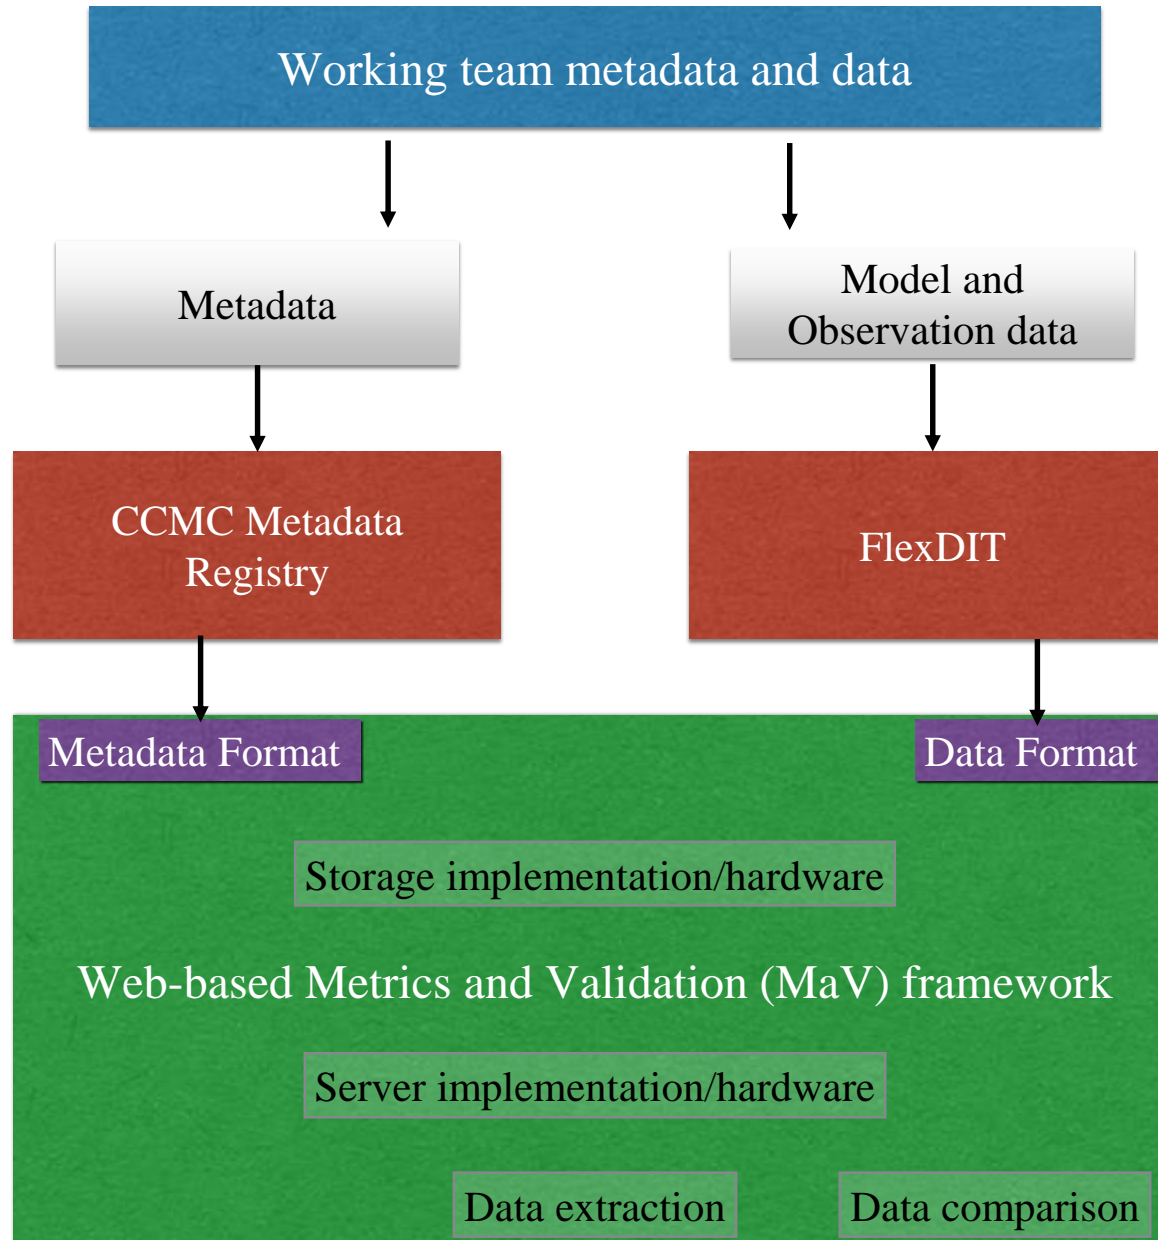 Working team metadata and data
Metadata
Model and
Observation data
CCMC Metadata
Registry
FlexDIT
Metadata Format
Data Format
Storage implementation/hardware
Web-based Metrics and Validation (MaV) framework
Server implementation/hardware
Data extraction
Data comparison